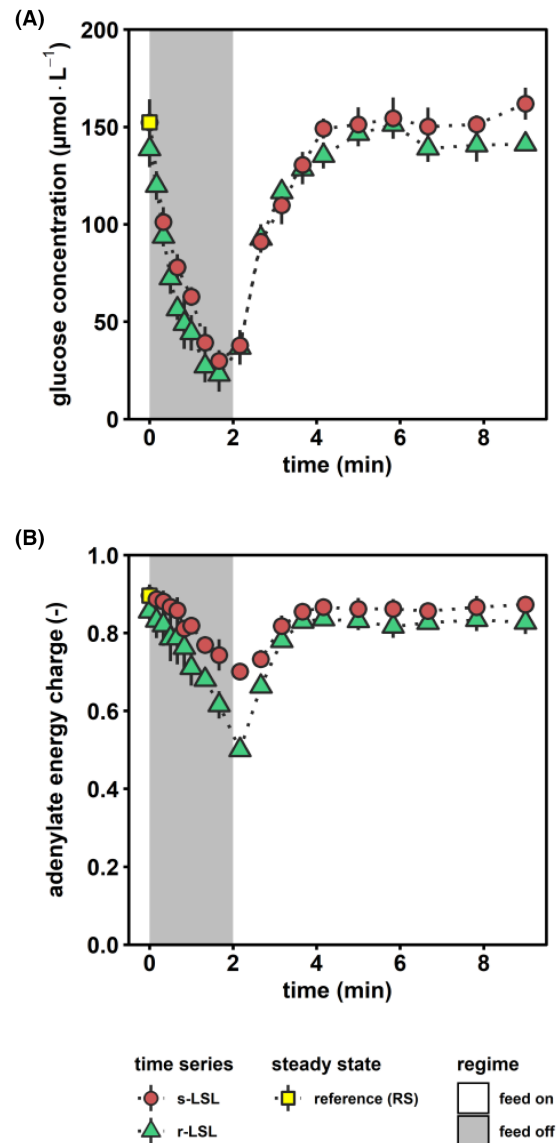 (A)
glucose concentration (µmol · L⁻¹)
200
150
100
50
0
0 2 4 6 8
time (min)
(B)
adenylate energy charge (-)
1.0
0.8
0.6
0.4
0.2
0.0
0 2 4 6 8
time (min)
time series steady state regime
s-LSL reference (RS) feed on
r-LSL feed off